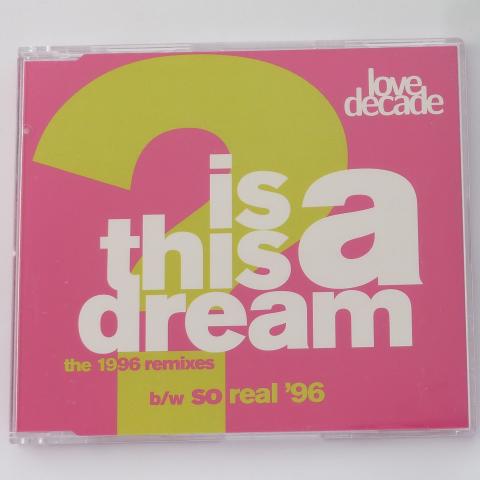 love
decade
?
is
this a
dream
the 1996 remixes
b/w so real '96